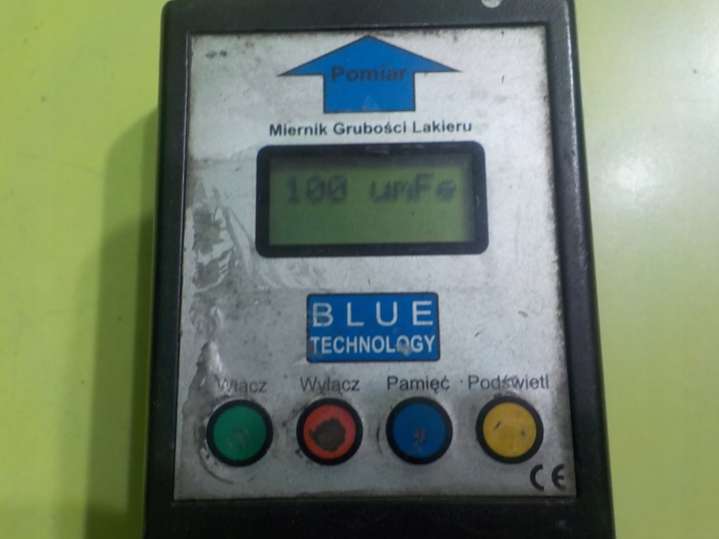 Pomiar
Miernik Grubości Lakieru
100 umFe
BLUE
TECHNOLOGY
Włącz Wyłącz Pamięć Podświetl
CE